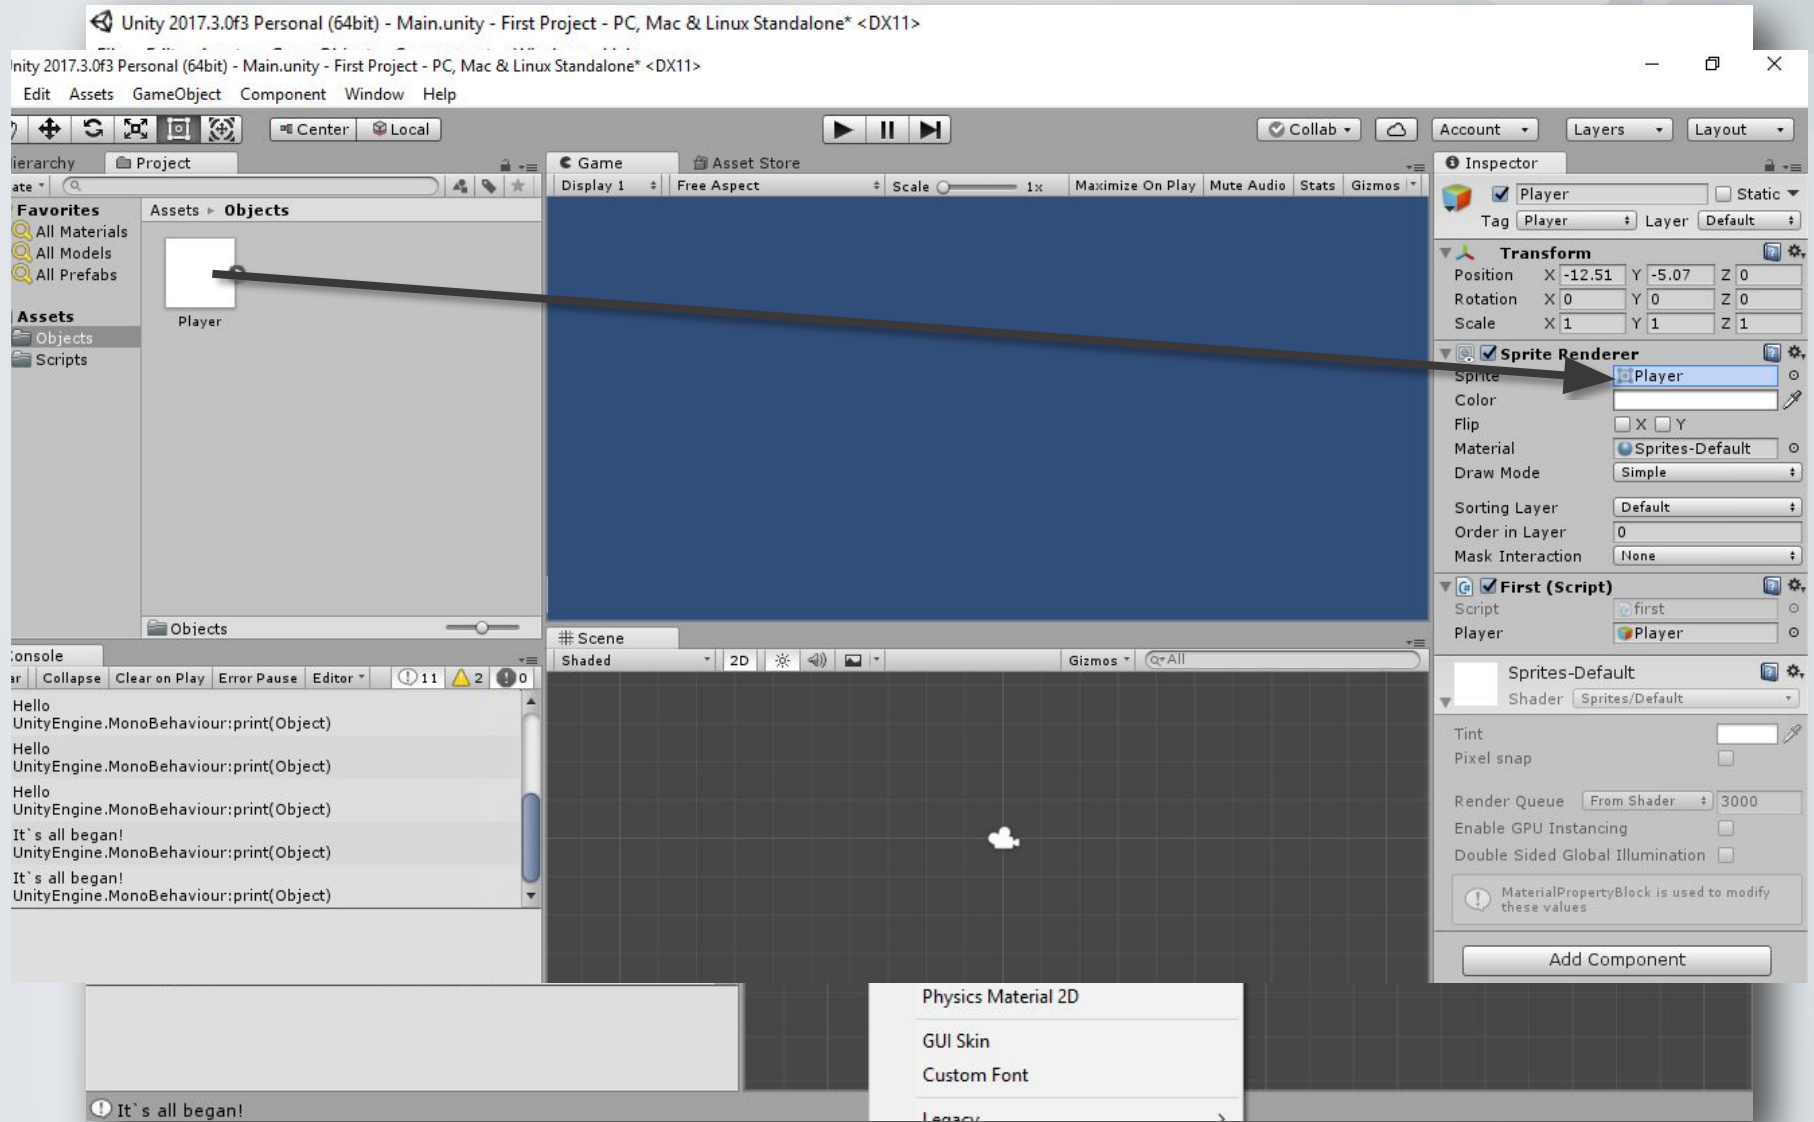 Unity 2017.3.0f3 Personal (64bit) - Main.unity - First Project - PC, Mac & Linux Standalone* <DX11>
nity 2017.3.0f3 Personal (64bit) - Main.unity - First Project - PC, Mac & Linux Standalone* <DX11>
Edit Assets GameObject Component Window Help
Center Local Collab Account Layers Layout
ierarchy Project
ate
Favorites
All Materials
All Models
All Prefabs
Assets
Objects
Scripts
Assets Objects
Player
Objects
Game Asset Store
Display 1 Free Aspect Scale 1x Maximize On Play Mute Audio Stats Gizmos
Scene
Shaded 2D Gizmos All
onsole
ar Collapse Clear on Play Error Pause Editor 11 2 0
Hello
UnityEngine.MonoBehaviour:print(Object)
Hello
UnityEngine.MonoBehaviour:print(Object)
Hello
UnityEngine.MonoBehaviour:print(Object)
It`s all began!
UnityEngine.MonoBehaviour:print(Object)
It`s all began!
UnityEngine.MonoBehaviour:print(Object)
Inspector
Player Static
Tag Player Layer Default
Transform
Position X -12.51 Y -5.07 Z 0
Rotation X 0 Y 0 Z 0
Scale X 1 Y 1 Z 1
Sprite Renderer
Sprite Player
Color
Flip X Y
Material Sprites-Default
Draw Mode Simple
Sorting Layer Default
Order in Layer 0
Mask Interaction None
First (Script)
Script first
Player Player
Sprites-Default
Shader Sprites/Default
Tint
Pixel snap
Render Queue From Shader 3000
Enable GPU Instancing
Double Sided Global Illumination
MaterialPropertyBlock is used to modify
these values
Add Component
Physics Material 2D
GUI Skin
Custom Font
Legacy
It`s all began!